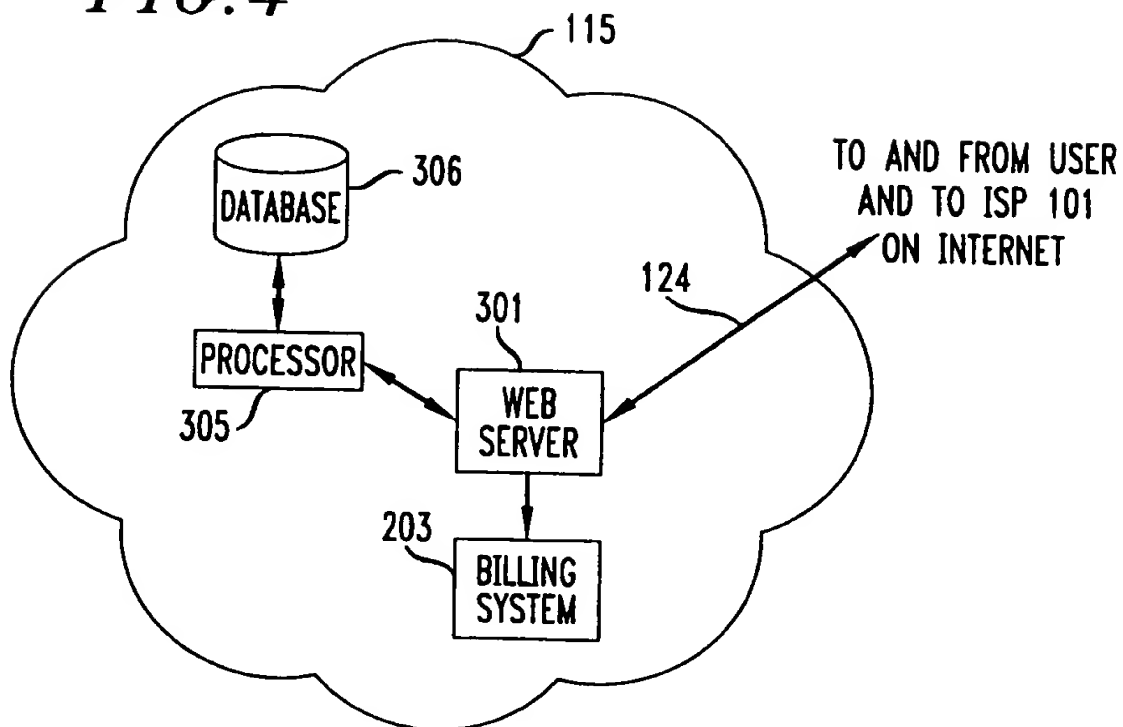 FIG.4
115
306
DATABASE
TO AND FROM USER
AND TO ISP 101
ON INTERNET
124
301
PROCESSOR
305
WEB
SERVER
203
BILLING
SYSTEM